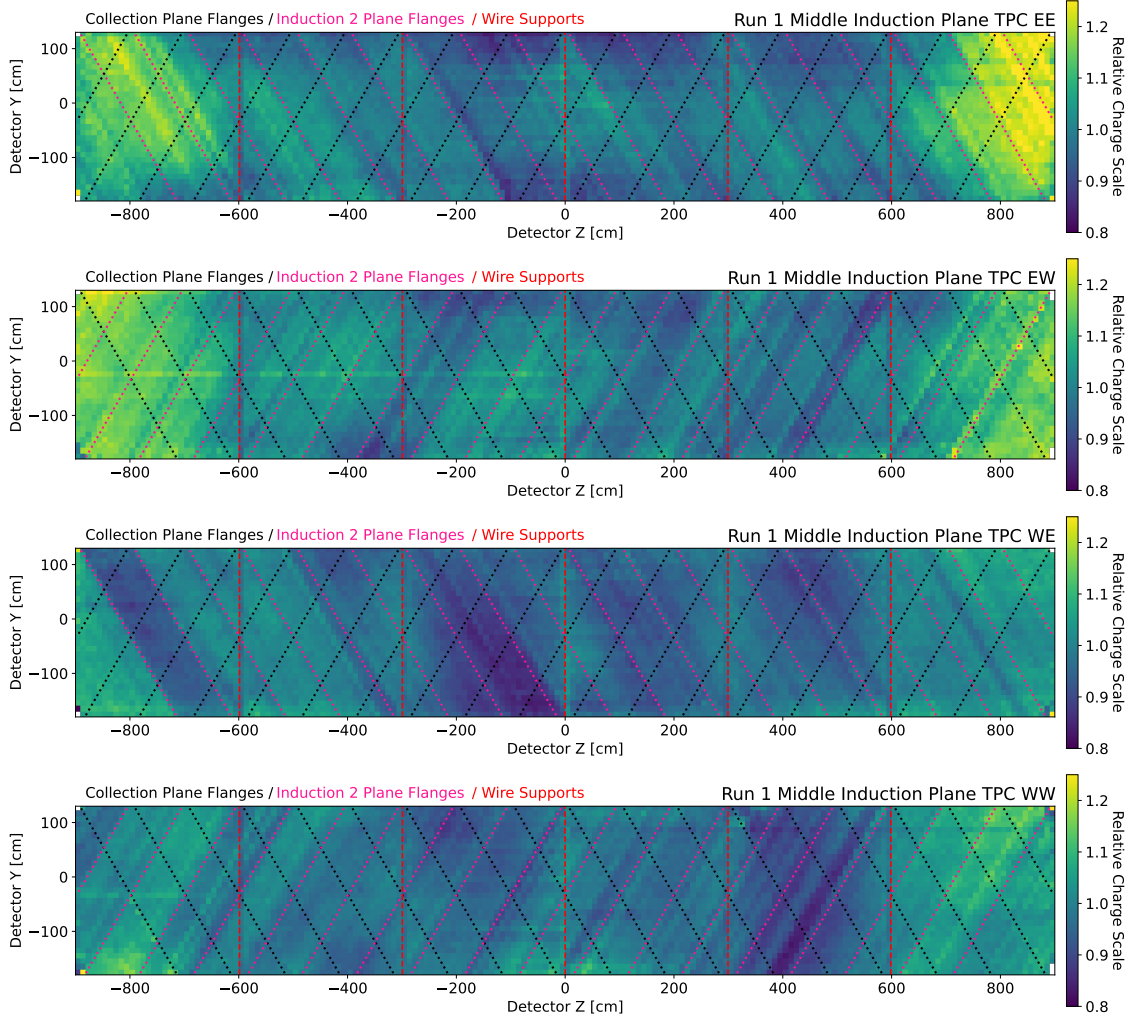 Collection Plane Flanges / Induction 2 Plane Flanges / Wire Supports Run 1 Middle Induction Plane TPC EE
Detector Y [cm]
100
0
−100
−800 −600 −400 −200 0 200 400 600 800
Detector Z [cm]
1.2
1.1
1.0
0.9
0.8
Relative Charge Scale
Collection Plane Flanges / Induction 2 Plane Flanges / Wire Supports Run 1 Middle Induction Plane TPC EW
Detector Y [cm]
100
0
−100
−800 −600 −400 −200 0 200 400 600 800
Detector Z [cm]
1.2
1.1
1.0
0.9
0.8
Relative Charge Scale
Collection Plane Flanges / Induction 2 Plane Flanges / Wire Supports Run 1 Middle Induction Plane TPC WE
Detector Y [cm]
100
0
−100
−800 −600 −400 −200 0 200 400 600 800
Detector Z [cm]
1.2
1.1
1.0
0.9
0.8
Relative Charge Scale
Collection Plane Flanges / Induction 2 Plane Flanges / Wire Supports Run 1 Middle Induction Plane TPC WW
Detector Y [cm]
100
0
−100
−800 −600 −400 −200 0 200 400 600 800
Detector Z [cm]
1.2
1.1
1.0
0.9
0.8
Relative Charge Scale